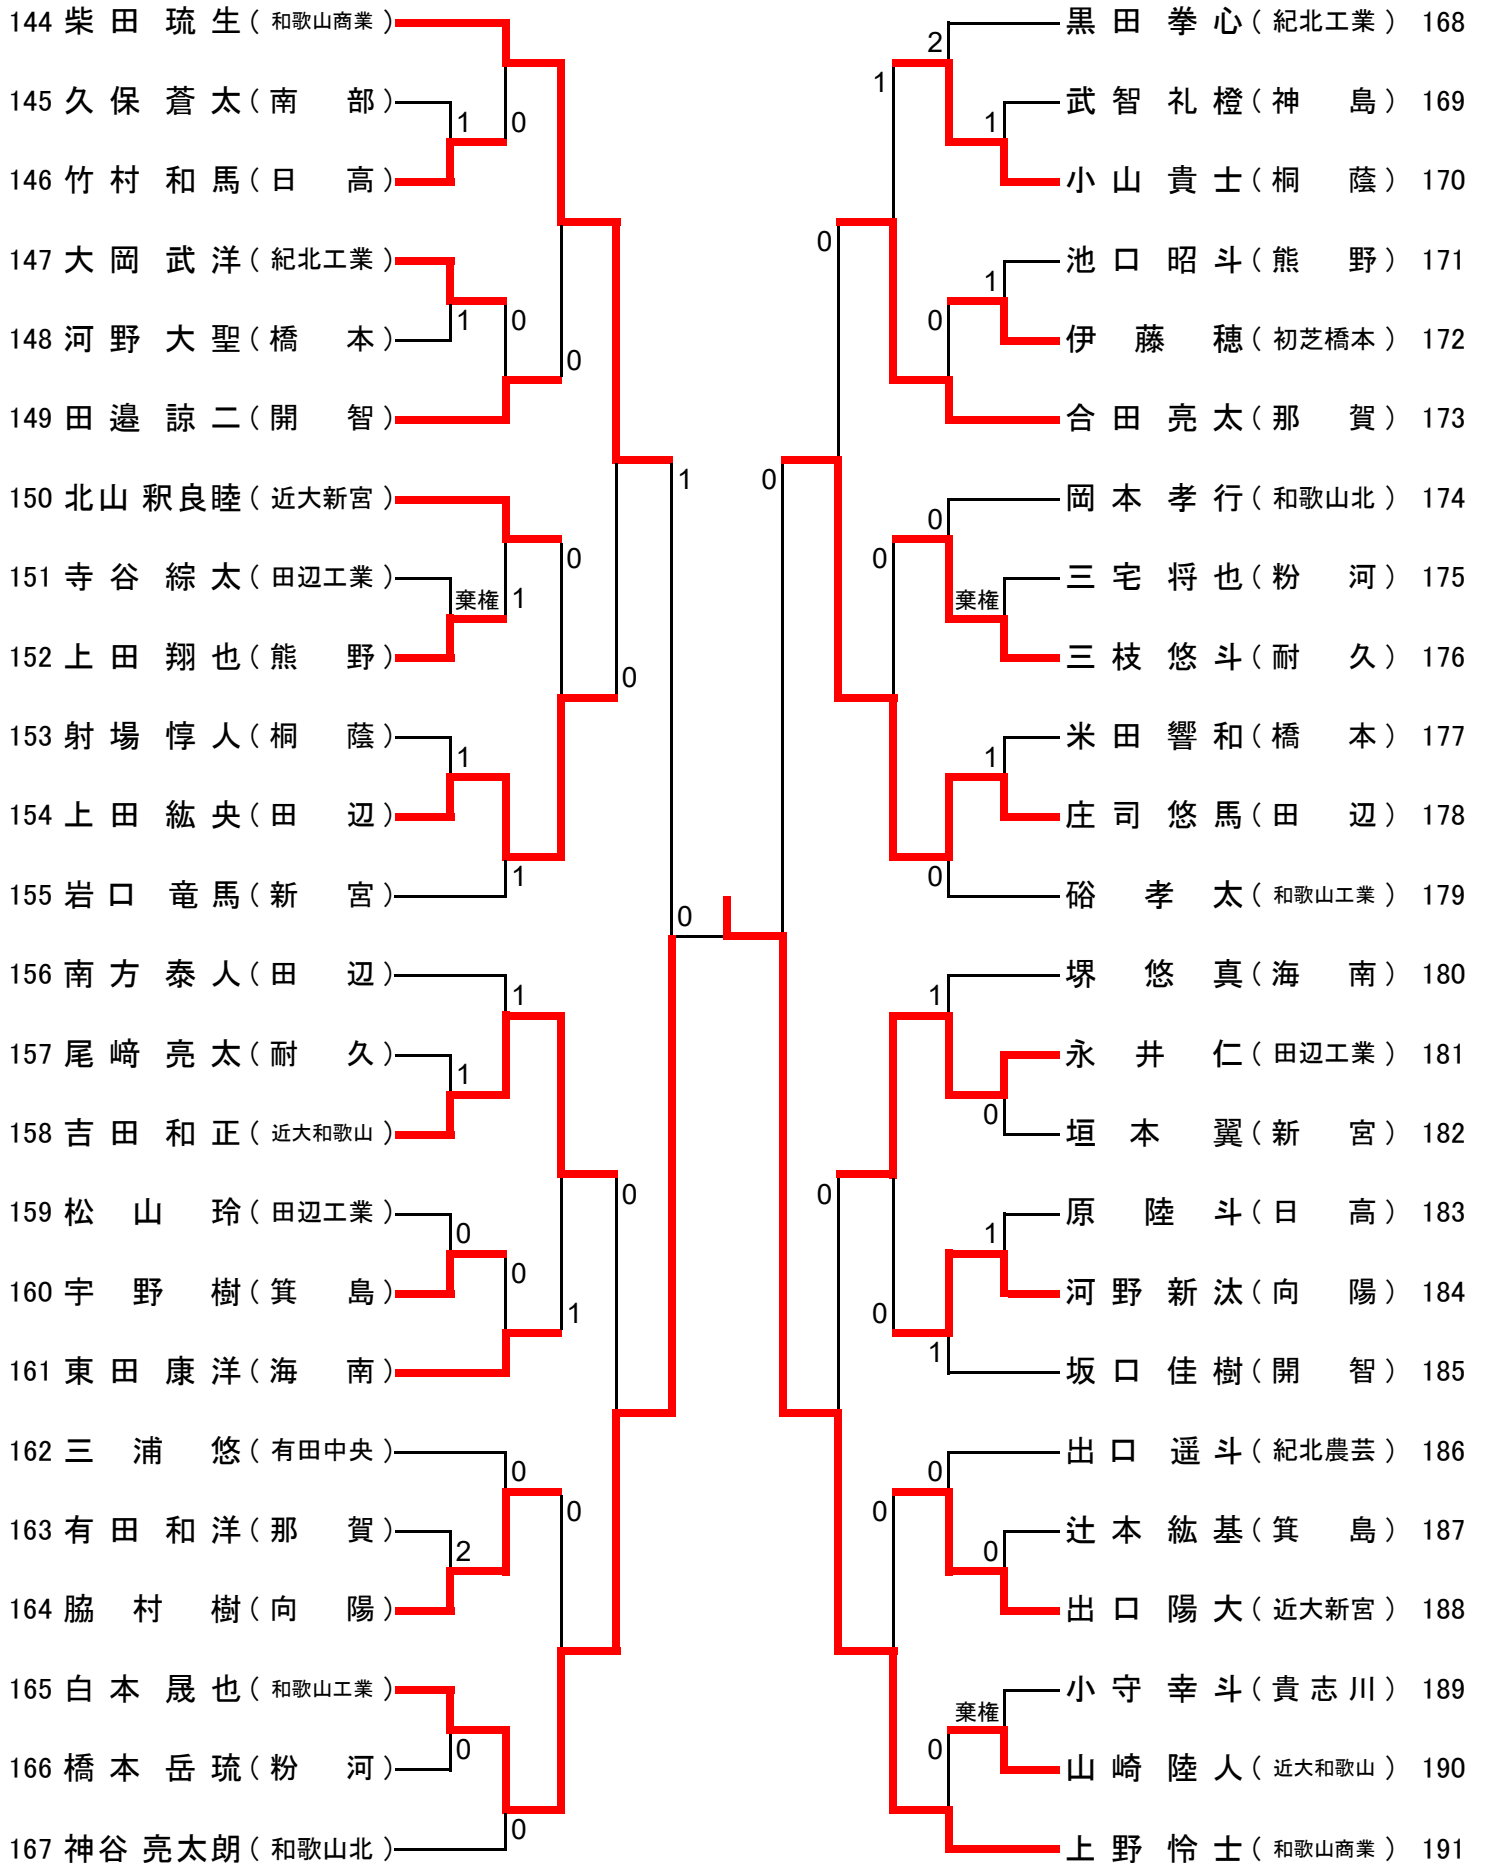 144 柴田 琉生(和歌山商業)
145 久保蒼太(南 部)
146 竹村 和馬(日 高)
147 大岡 武洋(紀北工業)
148 河野大聖(橋 本)
149 田邉 諒二(開 智)
150 北山 釈良睦(近大新宮)
151 寺谷 綜太(田辺工業)
152 上田 翔也(熊 野)
153 射場 惇人(桐 蔭)
154 上田 紘央(田 辺)
155 岩口 竜馬(新 宮)
156 南方 泰人(田 辺)
157 尾﨑 亮太(耐 久)
158 吉田 和正(近大和歌山)
159 松山 玲(田辺工業)
160 宇野 樹(箕 島)
161 東田 康洋(海 南)
162 三浦 悠(有田中央)
163 有田 和洋(那 賀)
164 脇村 樹(向 陽)
165 白本 晟也(和歌山工業)
166 橋本 岳琉(粉 河)
167 神谷 亮太朗(和歌山北)
1
0
1
0
0
0
棄権
1
1
0
1
1
1
0
0
1
0
2
0
0
0
0
1
0
0
黒田 拳心(紀北工業) 168
武智 礼橙(神 島) 169
小山 貴士(桐 蔭) 170
池口 昭斗(熊 野) 171
伊藤 穂(初芝橋本) 172
合田 亮太(那 賀) 173
岡本 孝行(和歌山北) 174
三宅 将也(粉 河) 175
三枝 悠斗(耐 久) 176
米田 響和(橋 本) 177
庄司 悠馬(田 辺) 178
硲 孝太(和歌山工業) 179
堺 悠真(海 南) 180
永井 仁(田辺工業) 181
垣本 翼(新 宮) 182
原 陸斗(日 高) 183
河野 新汰(向 陽) 184
坂口 佳樹(開 智) 185
出口 遥斗(紀北農芸) 186
辻本 紘基(箕 島) 187
出口 陽大(近大新宮) 188
小守 幸斗(貴志川) 189
山崎 陸人(近大和歌山) 190
上野 怜士(和歌山商業) 191
2
1
1
0
1
0
0
0
0
棄権
1
0
1
0
0
1
0
1
0
0
0
棄権
0